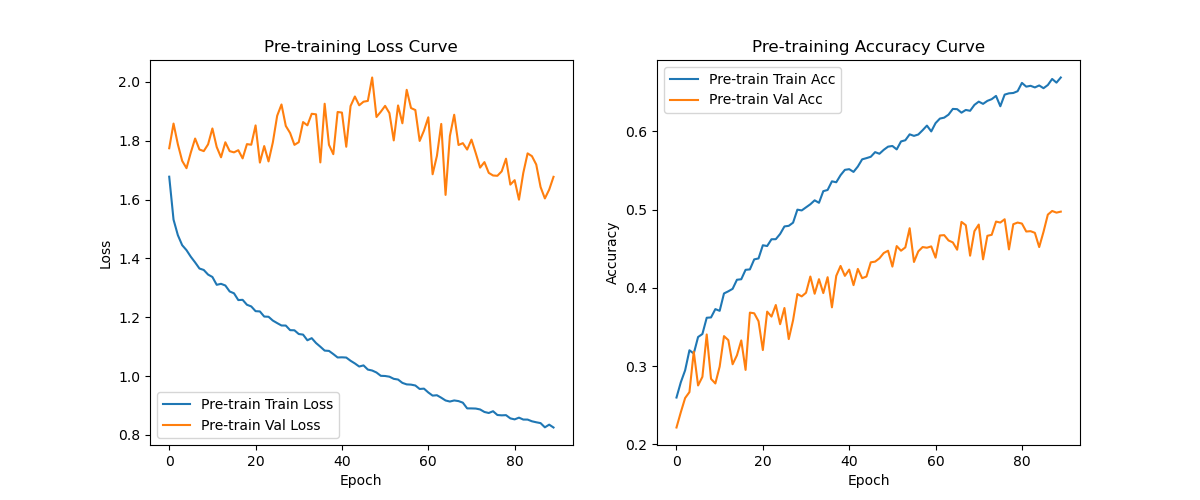 Pre-training Loss Curve
2.0
1.8
1.6
1.4
1.2
1.0
0.8
Loss
Pre-train Train Loss
Pre-train Val Loss
0 20 40 60 80
Epoch
Pre-training Accuracy Curve
Pre-train Train Acc
Pre-train Val Acc
0.6
0.5
0.4
0.3
0.2
Accuracy
0 20 40 60 80
Epoch